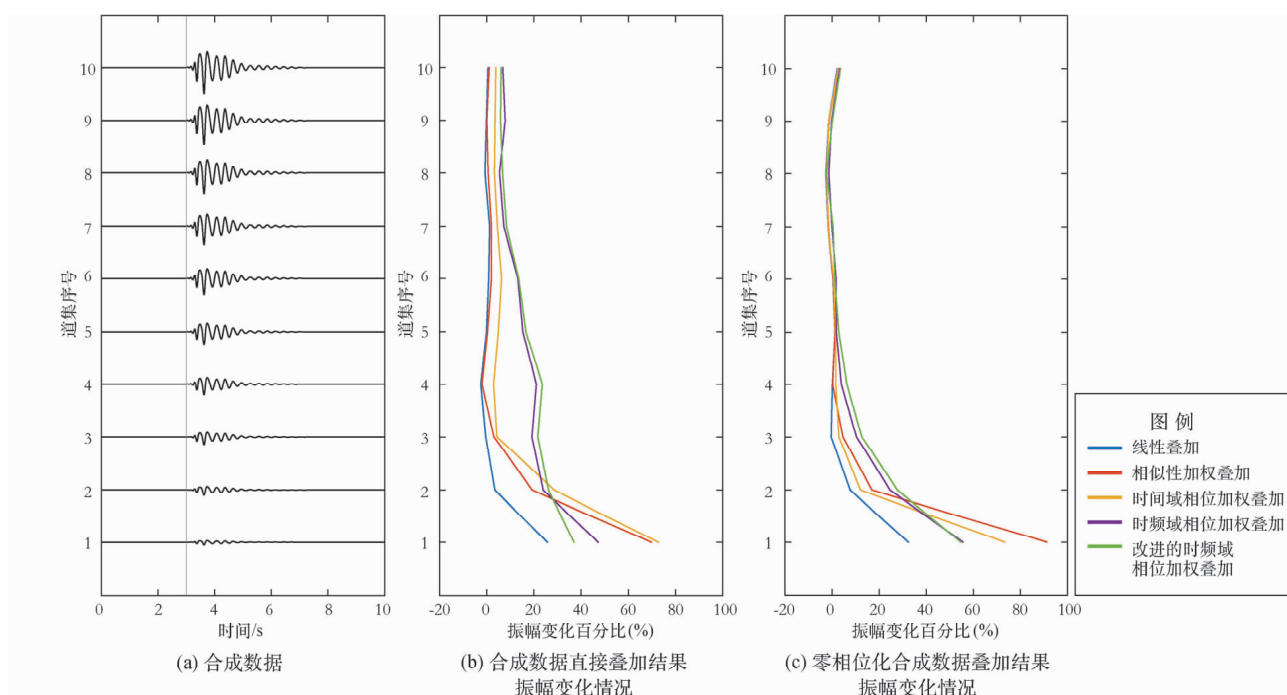 10
9
8
7
6
5
4
3
2
1
道集序号
0
2
4
6
8
10
时间/s
(a) 合成数据
10
9
8
7
6
5
4
3
2
1
道集序号
-20
0
20
40
60
80
100
振幅变化百分比(%)
(b) 合成数据直接叠加结果
振幅变化情况
10
9
8
7
6
5
4
3
2
1
道集序号
-20
0
20
40
60
80
100
振幅变化百分比(%)
(c) 零相位化合成数据叠加结果
振幅变化情况
图 例
线性叠加
相似性加权叠加
时间域相位加权叠加
时频域相位加权叠加
改进的时频域
相位加权叠加